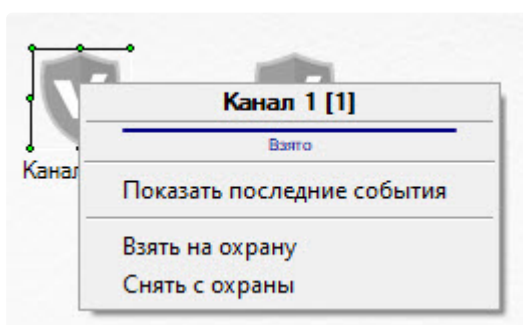 Канал 1 [1]
Взято
Канал
Показать последние события
Взять на охрану
Снять с охраны